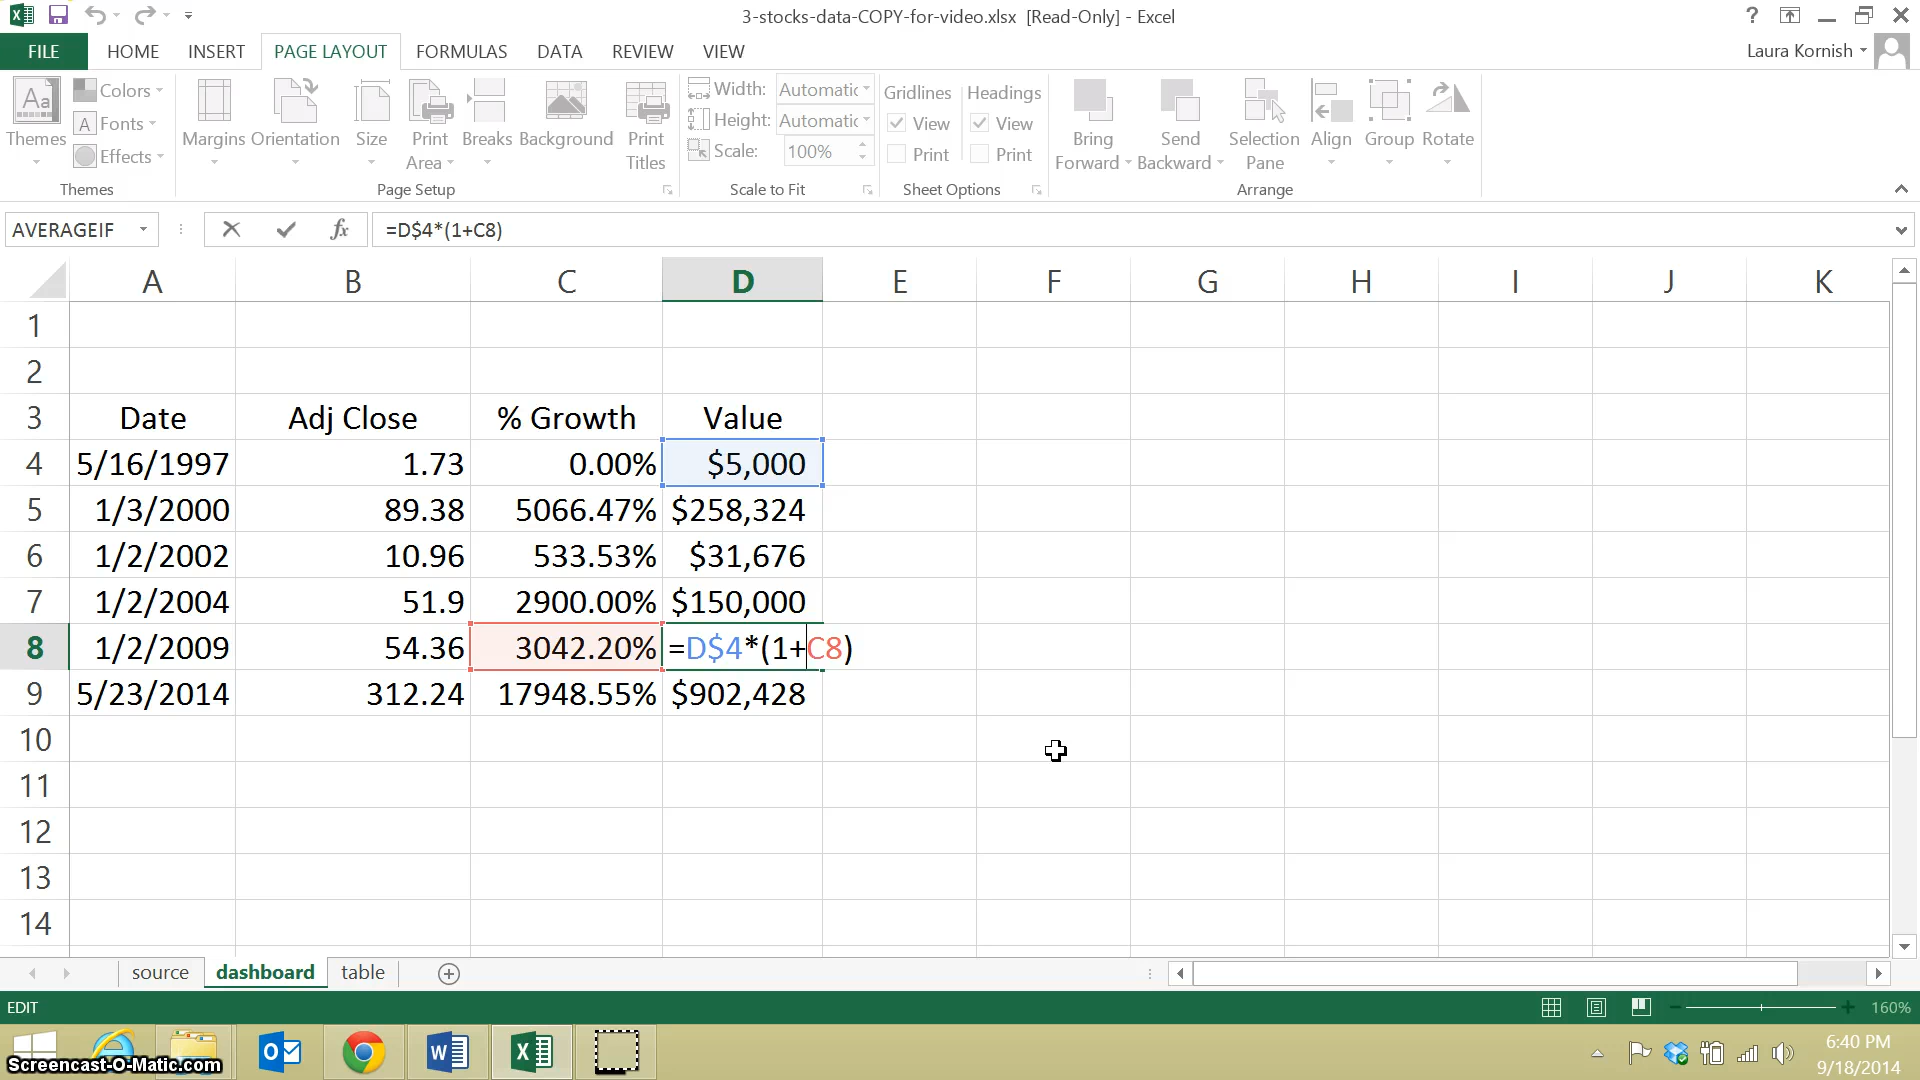 3-stocks-data-COPY-for-video.xlsx [Read-Only] - Excel
?
FILE HOME INSERT PAGE LAYOUT FORMULAS DATA REVIEW VIEW
Laura Kornish
Aa
Themes
Colors
A Fonts
Effects
Themes
Margins
Orientation
Size
Print
Area
Breaks
Background
Print
Titles
Page Setup
Width: Automatic
Height: Automatic
Scale: 100%
Scale to Fit
Gridlines
View
Print
Headings
View
Print
Sheet Options
Bring
Forward
Send
Backward
Selection
Pane
Align
Group
Rotate
Arrange
AVERAGEIF
fx
=D$4*(1+C8)
A B C D E F G H I J K
1
2
3 Date Adj Close % Growth Value
4 5/16/1997 1.73 0.00% $5,000
5 1/3/2000 89.38 5066.47% $258,324
6 1/2/2002 10.96 533.53% $31,676
7 1/2/2004 51.9 2900.00% $150,000
8 1/2/2009 54.36 3042.20% =D$4*(1+C8)
9 5/23/2014 312.24 17948.55% $902,428
10
11
12
13
14
source dashboard table
EDIT
160%
Screencast-O-Matic.com
6:40 PM
9/18/2014